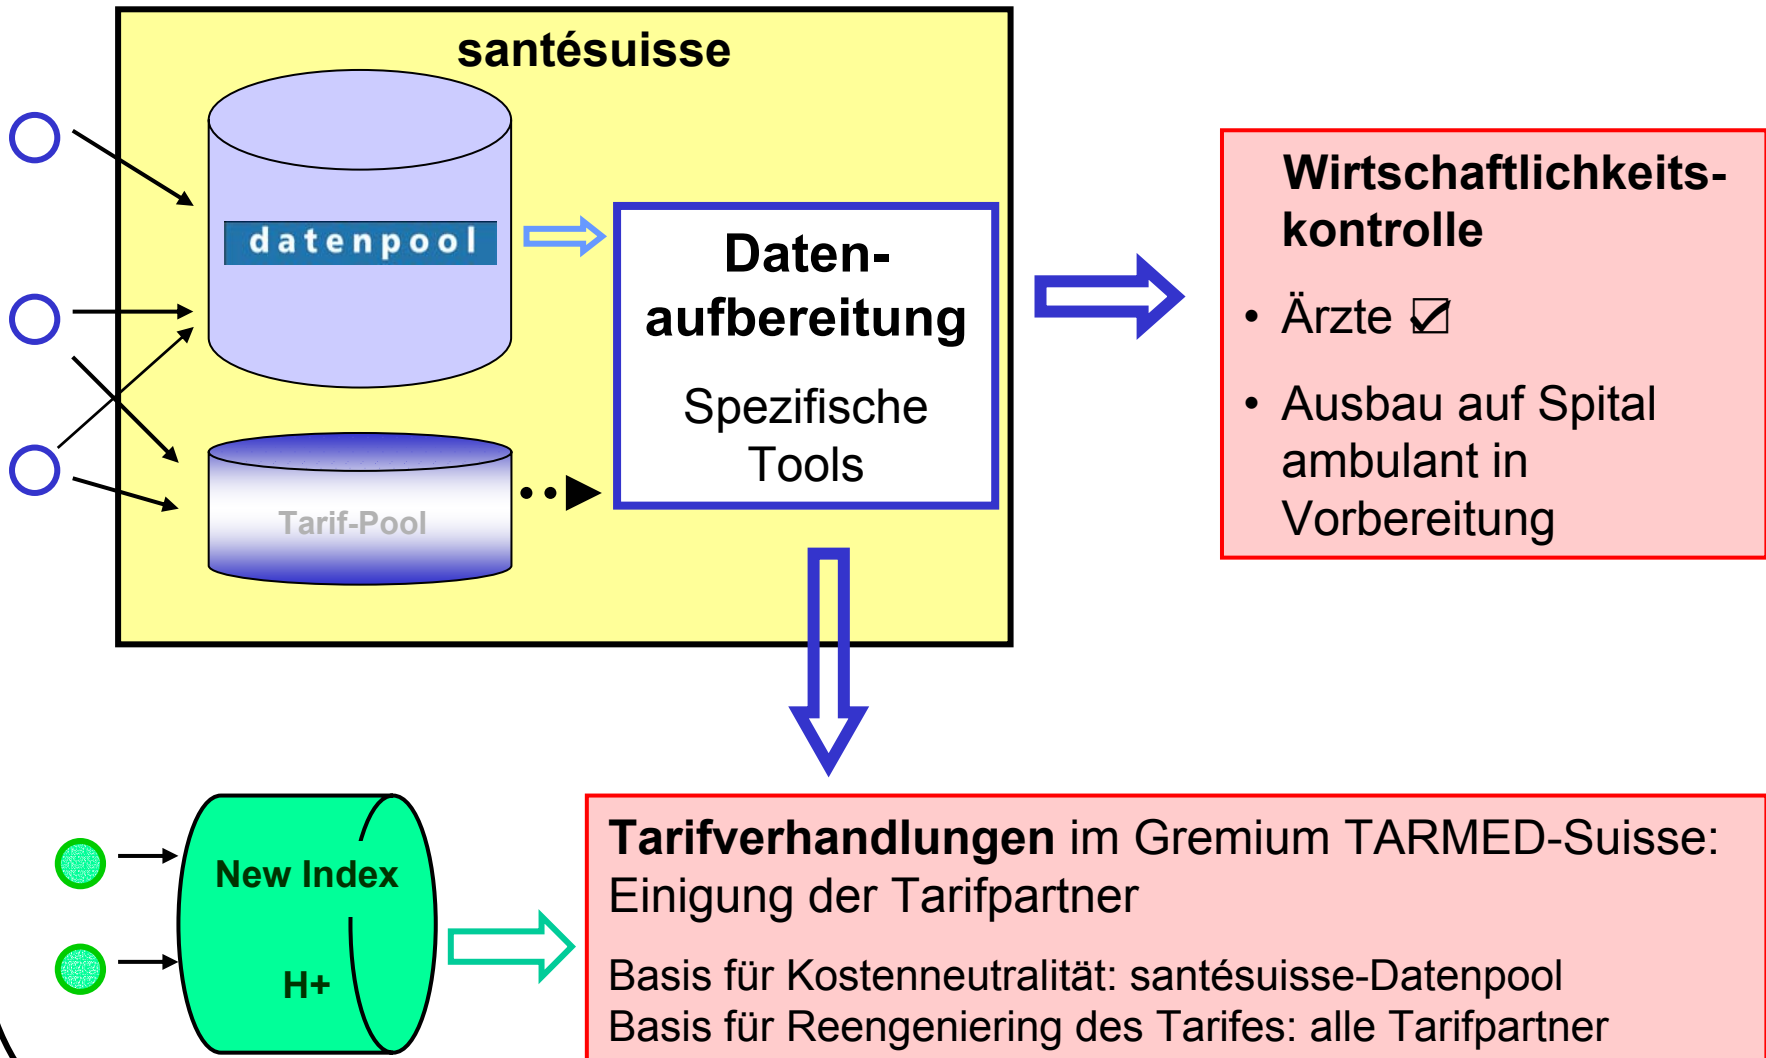 santésuisse
datenpool
Daten-
aufbereitung
Spezifische
Tools
Tarif-Pool
Wirtschaftlichkeits-
kontrolle
• Ärzte ☑
• Ausbau auf Spital
ambulant in
Vorbereitung
New Index
H+
Tarifverhandlungen im Gremium TARMED-Suisse:
Einigung der Tarifpartner
Basis für Kostenneutralität: santésuisse-Datenpool
Basis für Reengeniering des Tarifes: alle Tarifpartner